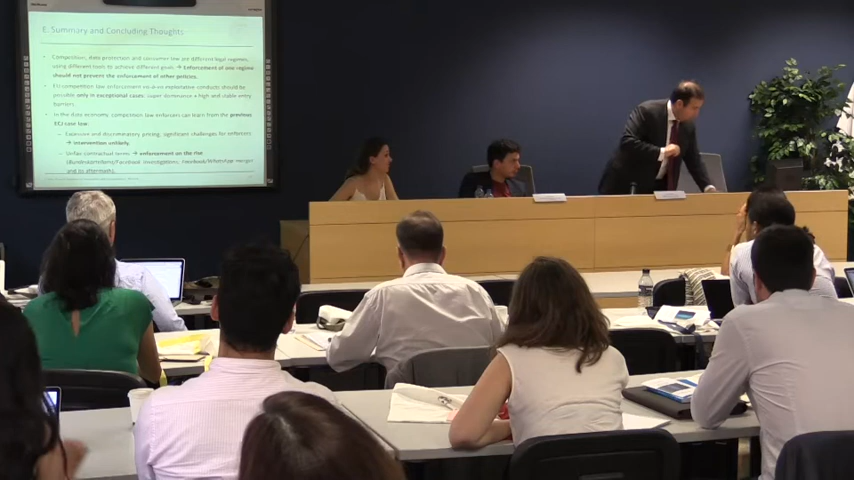 E. Summary and Concluding Thoughts
Competition, data protection and consumer law are different legal regimes,
using different tools to achieve different goals → Enforcement of one regime
should not prevent the enforcement of other policies.
EU competition law enforcement vis-à-vis exploitative conducts should be
possible only in exceptional cases: super dominance + high and stable entry
barriers.
In the data economy, competition law enforcers can learn from the previous
ECJ case law:
and discriminatory pricing, significant challenges for enforcers
→ intervention unlikely.
Unfair contractual terms → enforcement on the rise
(Bundeskartellamt/Facebook investigations, Facebook/WhatsApp merger
and its aftermath).